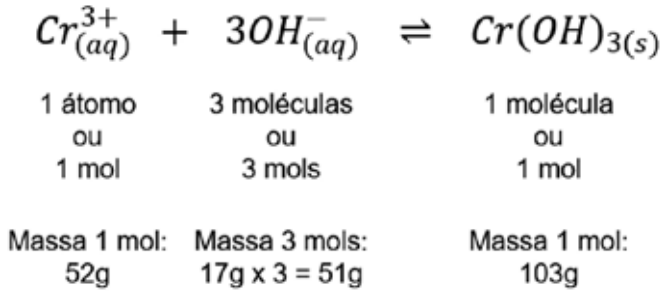 Cr³⁺(aq) + 3OH⁻(aq) ⇌ Cr(OH)₃(s)
1 átomo 3 moléculas 1 molécula
ou ou ou
1 mol 3 mols 1 mol
Massa 1 mol: Massa 3 mols: Massa 1 mol:
52g 17g x 3 = 51g 103g